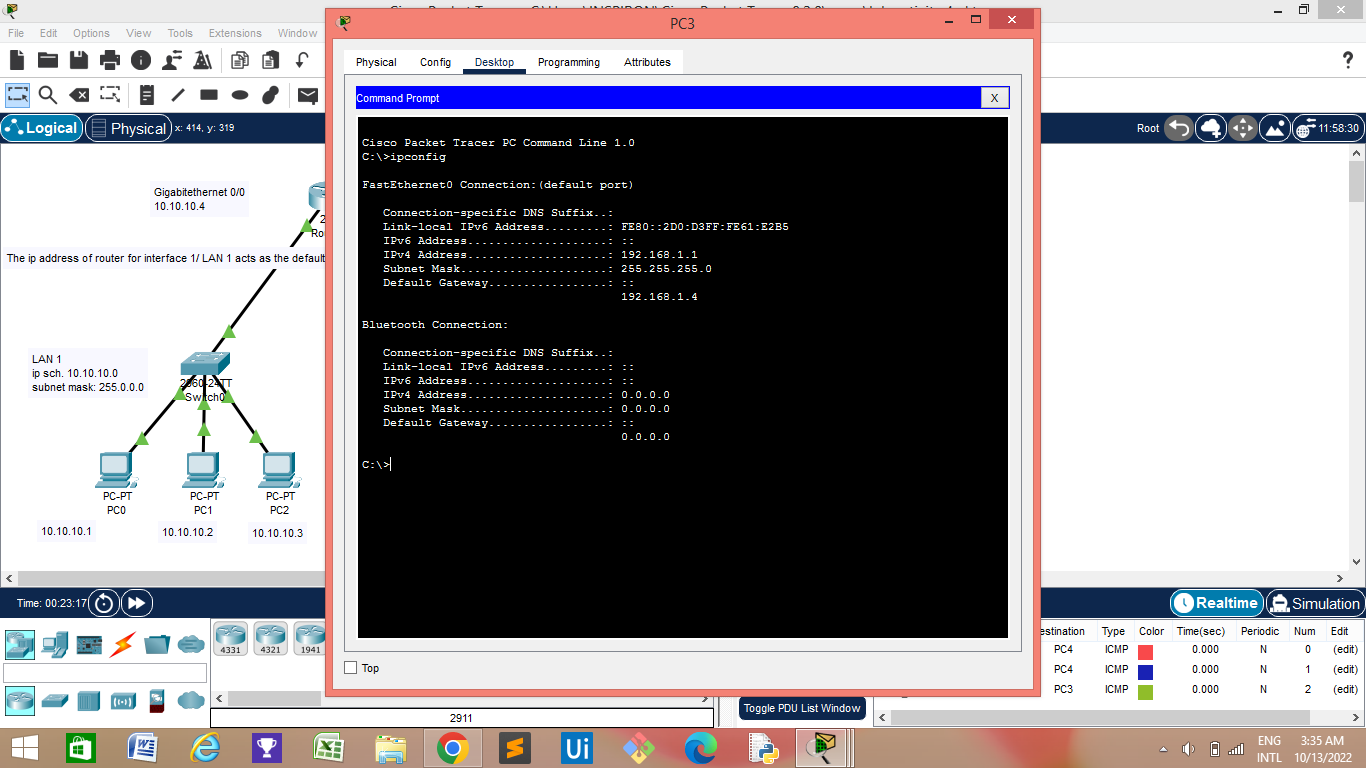 PC3
File Edit Options View Tools Extensions Window
Physical Config Desktop Programming Attributes
Command Prompt
X
Logical
Physical
x: 414, y: 319
Root
11:58:30
Cisco Packet Tracer PC Command Line 1.0
C:\>ipconfig
FastEthernet0 Connection:(default port)
Connection-specific DNS Suffix..:
Link-local IPv6 Address.........: FE80::2D0:D3FF:FE61:E2B5
IPv6 Address....................: ::
IPv4 Address....................: 192.168.1.1
Subnet Mask.....................: 255.255.255.0
Default Gateway.................: ::
192.168.1.4
Bluetooth Connection:
Connection-specific DNS Suffix..:
Link-local IPv6 Address.........: ::
IPv6 Address....................: ::
IPv4 Address....................: 0.0.0.0
Subnet Mask.....................: 0.0.0.0
Default Gateway.................: ::
0.0.0.0
C:\>
Top
Gigabitethernet 0/0
10.10.10.4
2
Rou
The ip address of router for interface 1/ LAN 1 acts as the default
LAN 1
ip sch. 10.10.10.0
subnet mask: 255.0.0.0
2960-24TT
Switch0
PC-PT
PC0
PC-PT
PC1
PC-PT
PC2
10.10.10.1
10.10.10.2
10.10.10.3
Time: 00:23:17
Realtime
Simulation
4331 4321 1941
2911
Toggle PDU List Window
estination Type Color Time(sec) Periodic Num Edit
PC4 ICMP 0.000 N 0 (edit)
PC4 ICMP 0.000 N 1 (edit)
PC3 ICMP 0.000 N 2 (edit)
Ui
ENG
INTL
3:35 AM
10/13/2022